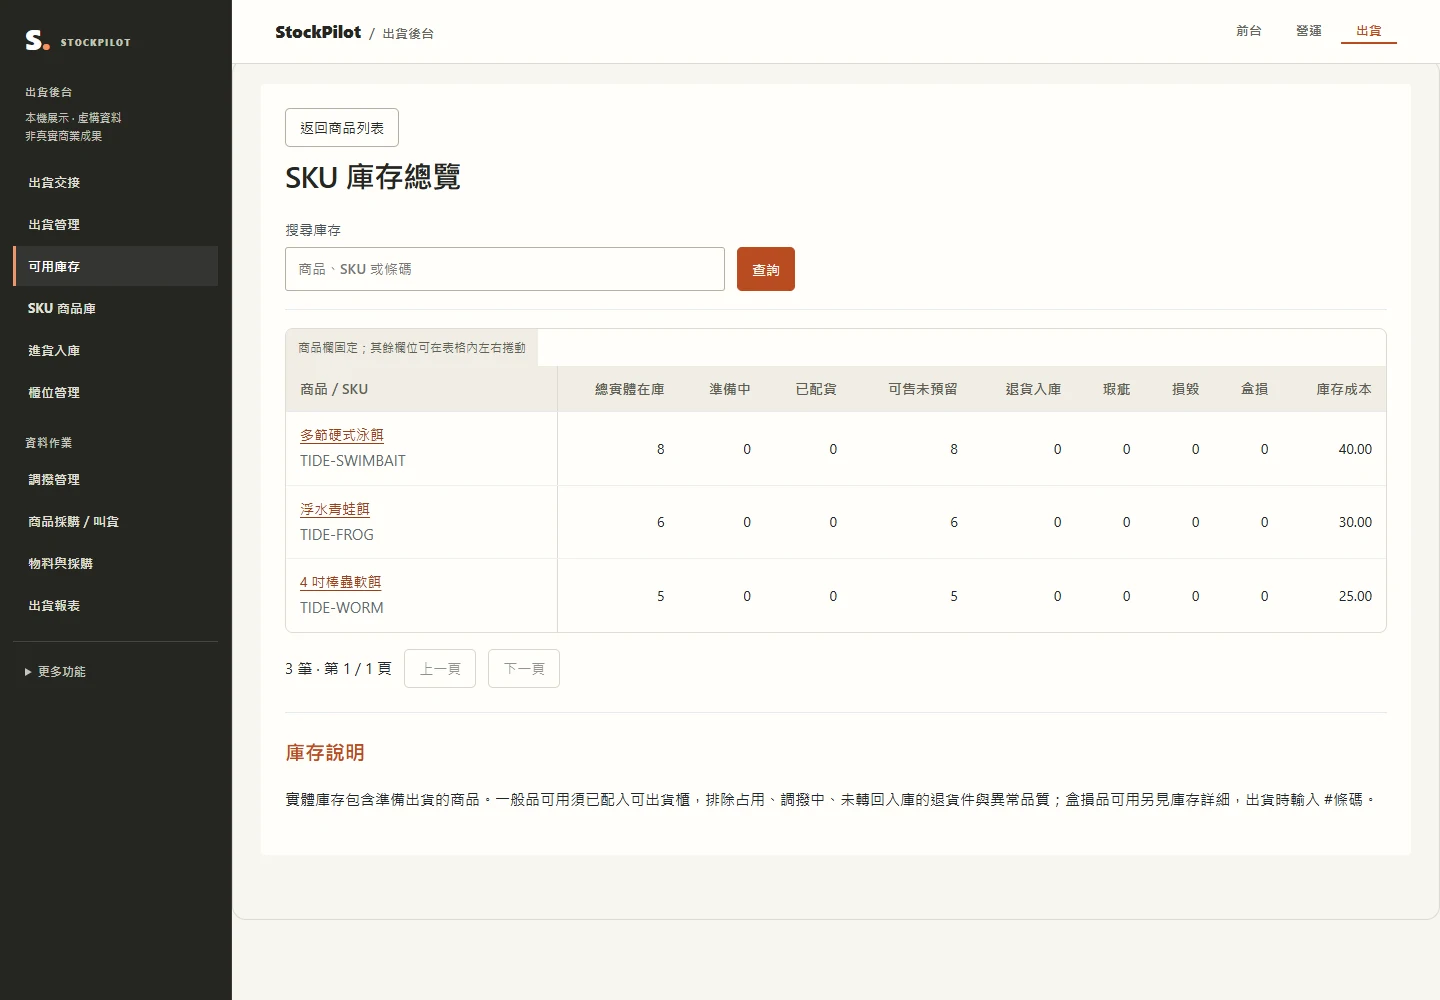 S.
STOCKPILOT
出貨後台
本機展示 · 虛構資料
非真實商業成果
出貨交接
出貨管理
可用庫存
SKU 商品庫
進貨入庫
櫃位管理
資料作業
調撥管理
商品採購 / 叫貨
物料與採購
出貨報表
▶ 更多功能
StockPilot / 出貨後台
前台 營運 出貨
返回商品列表
SKU 庫存總覽
搜尋庫存
商品、SKU 或條碼 查詢
商品欄固定；其餘欄位可在表格內左右捲動
商品 / SKU 總實體在庫 準備中 已配貨 可售未預留 退貨入庫 瑕疵 損毀 盒損 庫存成本
多節硬式泳餌
TIDE-SWIMBAIT 8 0 0 8 0 0 0 0 40.00
浮水青蛙餌
TIDE-FROG 6 0 0 6 0 0 0 0 30.00
4 吋棒蟲軟餌
TIDE-WORM 5 0 0 5 0 0 0 0 25.00
3 筆 · 第 1 / 1 頁 上一頁 下一頁
庫存說明
實體庫存包含準備出貨的商品。一般品可用須已配入可出貨櫃，排除占用、調撥中、未轉回入庫的退貨件與異常品質；盒損品可用另見庫存詳細，出貨時輸入 #條碼。